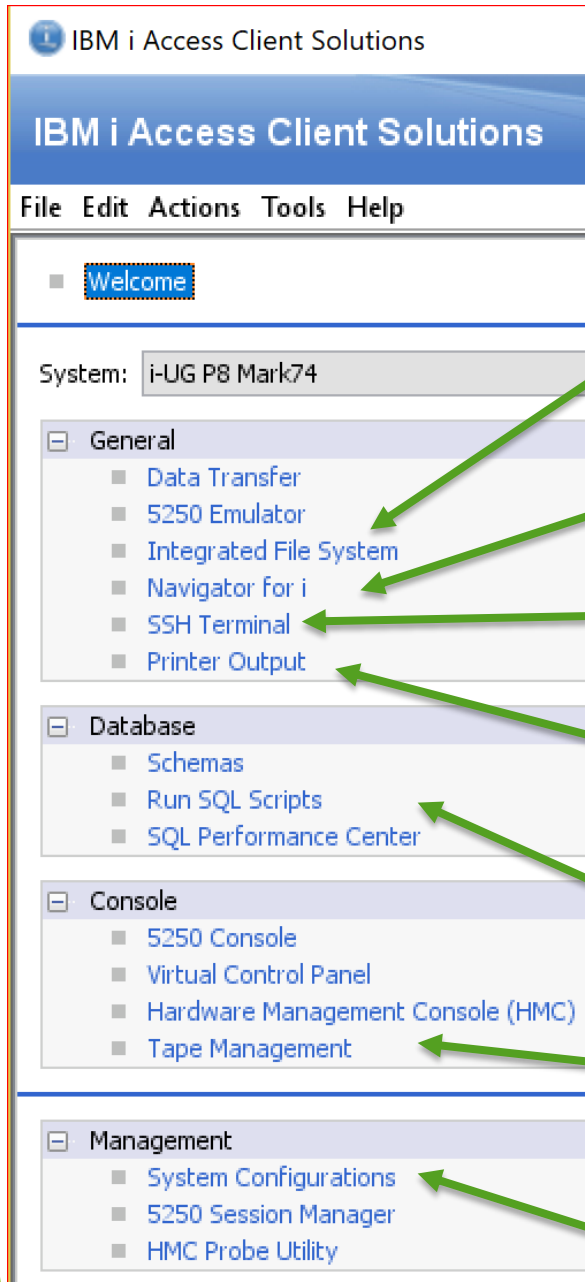 IBM i Access Client Solutions
IBM i Access Client Solutions
File Edit Actions Tools Help
Welcome
System: i-UG P8 Mark74
General
Data Transfer
5250 Emulator
Integrated File System
Navigator for i
SSH Terminal
Printer Output
Database
Schemas
Run SQL Scripts
SQL Performance Center
Console
5250 Console
Virtual Control Panel
Hardware Management Console (HMC)
Tape Management
Management
System Configurations
5250 Session Manager
HMC Probe Utility